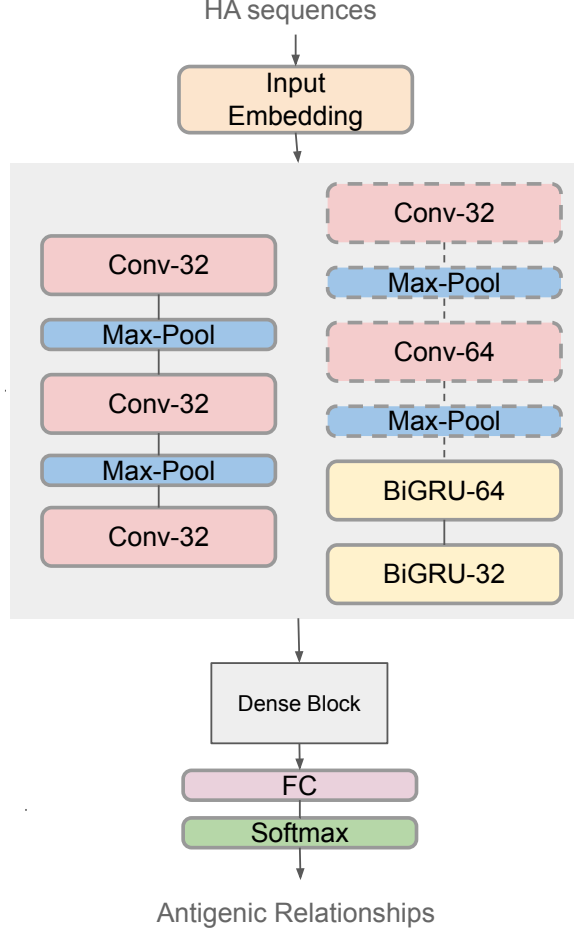 HA sequences
Input
Embedding
Conv-32
Max-Pool
Conv-32
Max-Pool
Conv-32
Conv-32
Max-Pool
Conv-64
Max-Pool
BiGRU-64
BiGRU-32
Dense Block
FC
Softmax
Antigenic Relationships